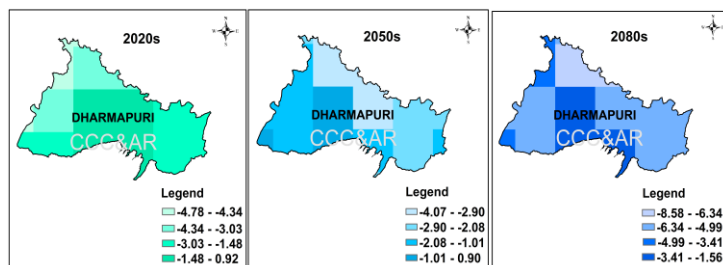 2020s
N
W E
S
DHARMAPURI
CCC&AR
Legend
-4.78 - -4.34
-4.34 - -3.03
-3.03 - -1.48
-1.48 - 0.92
2050s
N
W E
S
DHARMAPURI
CCC&AR
Legend
-4.07 - -2.90
-2.90 - -2.08
-2.08 - -1.01
-1.01 - 0.90
2080s
N
W E
S
DHARMAPURI
CCC&AR
Legend
-8.58 - -6.34
-6.34 - -4.99
-4.99 - -3.41
-3.41 - -1.56